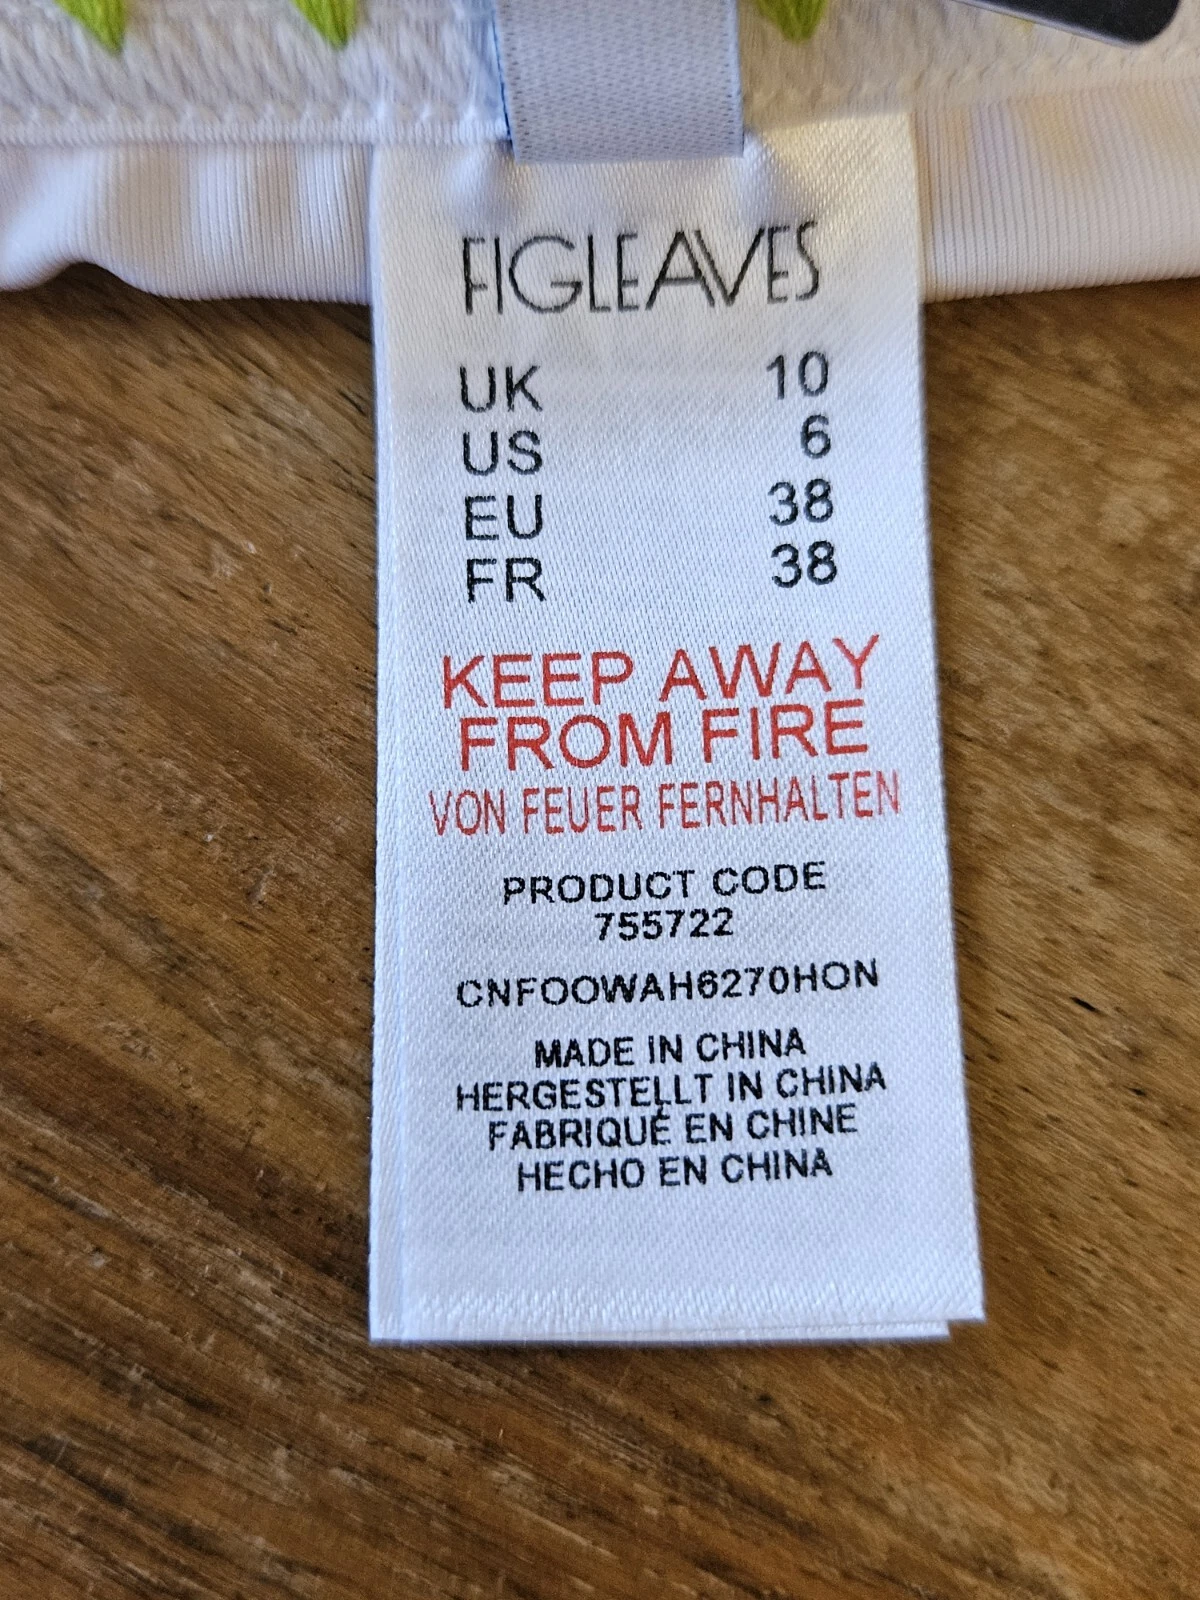 FIGLEAVES
UK 10
US 6
EU 38
FR 38
KEEP AWAY
FROM FIRE
VON FEUER FERNHALTEN
PRODUCT CODE
755722
CNFOOWAH6270HON
MADE IN CHINA
HERGESTELLT IN CHINA
FABRIQUÉ EN CHINE
HECHO EN CHINA